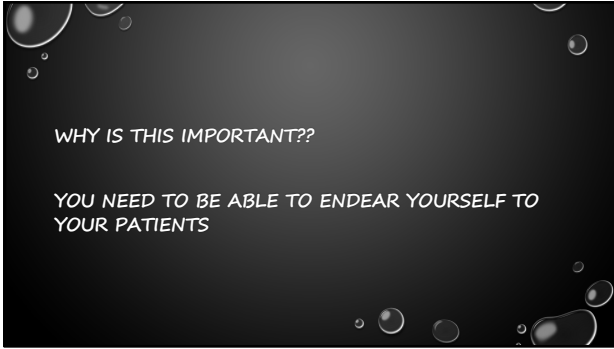 WHY IS THIS IMPORTANT??
YOU NEED TO BE ABLE TO ENDEAR YOURSELF TO
YOUR PATIENTS